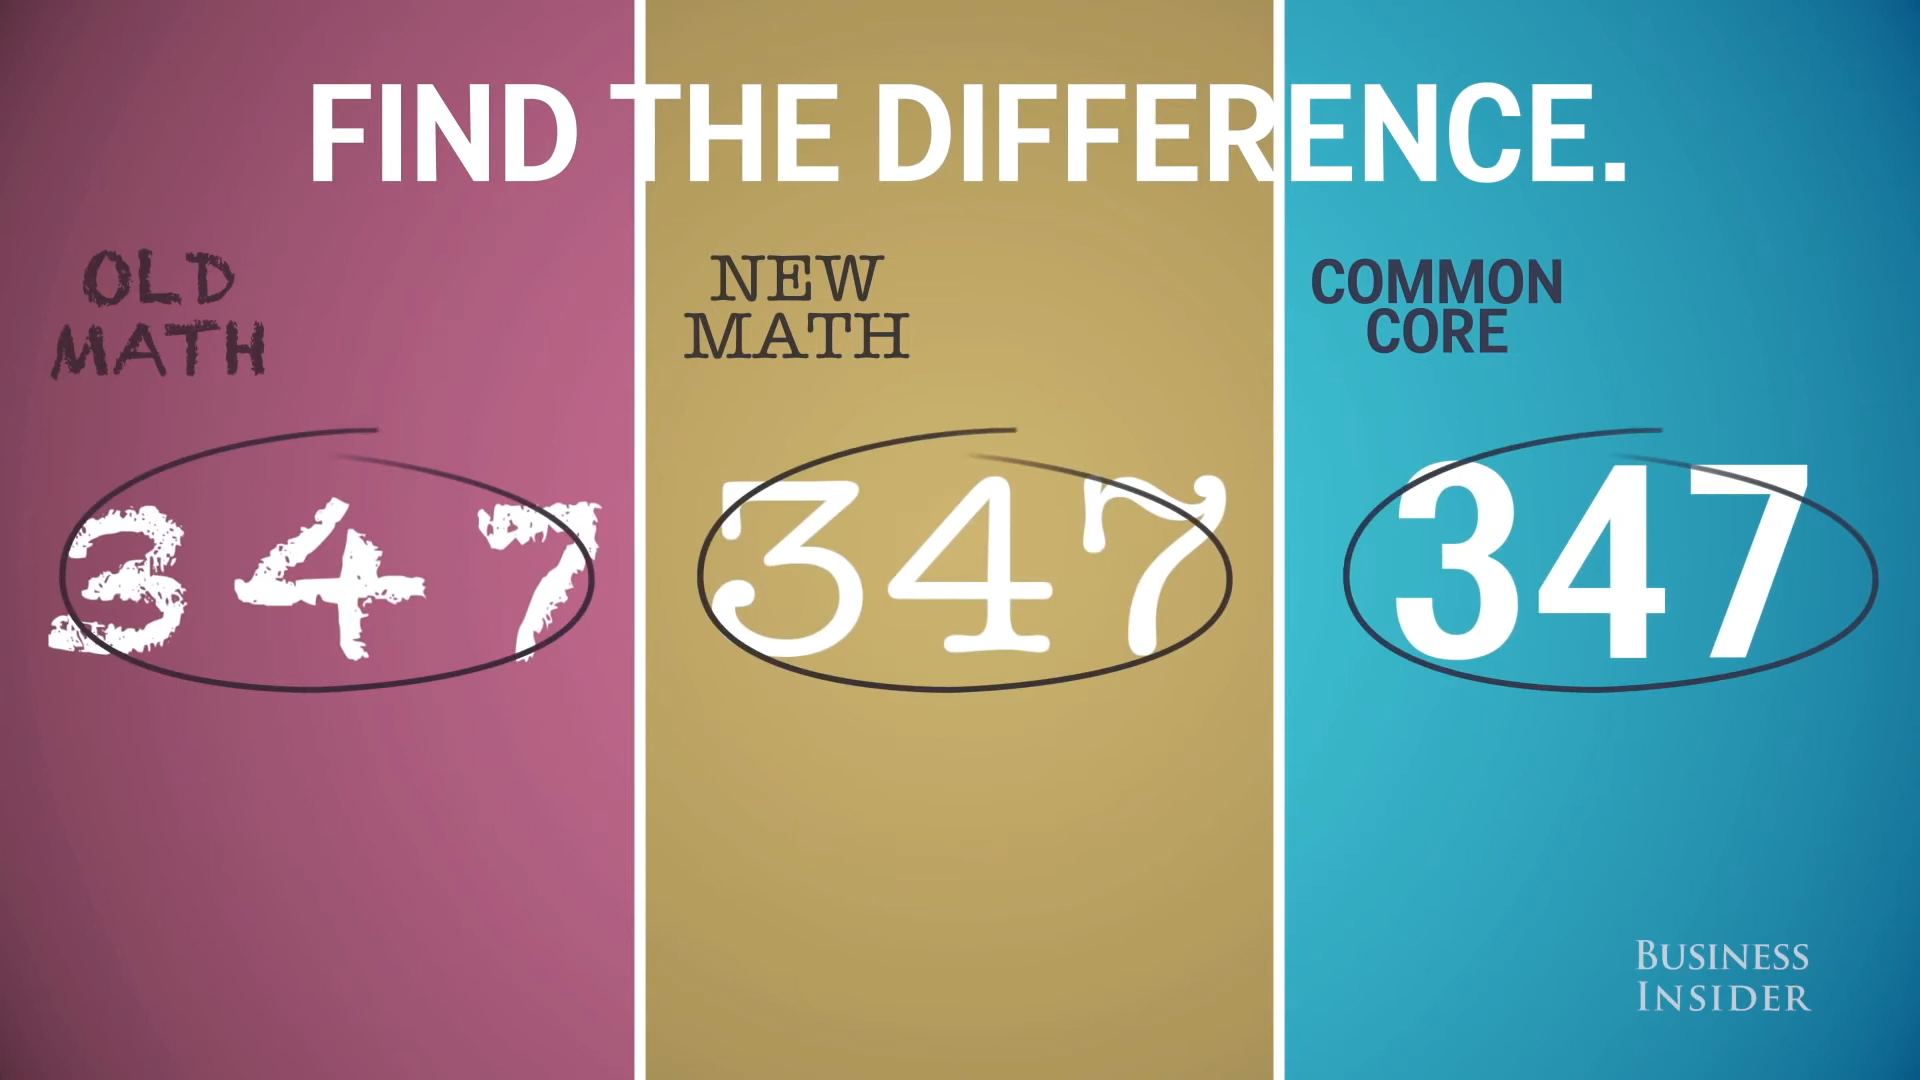 FIND THE DIFFERENCE.
OLD
MATH
347
NEW
MATH
347
COMMON
CORE
347
BUSINESS
INSIDER